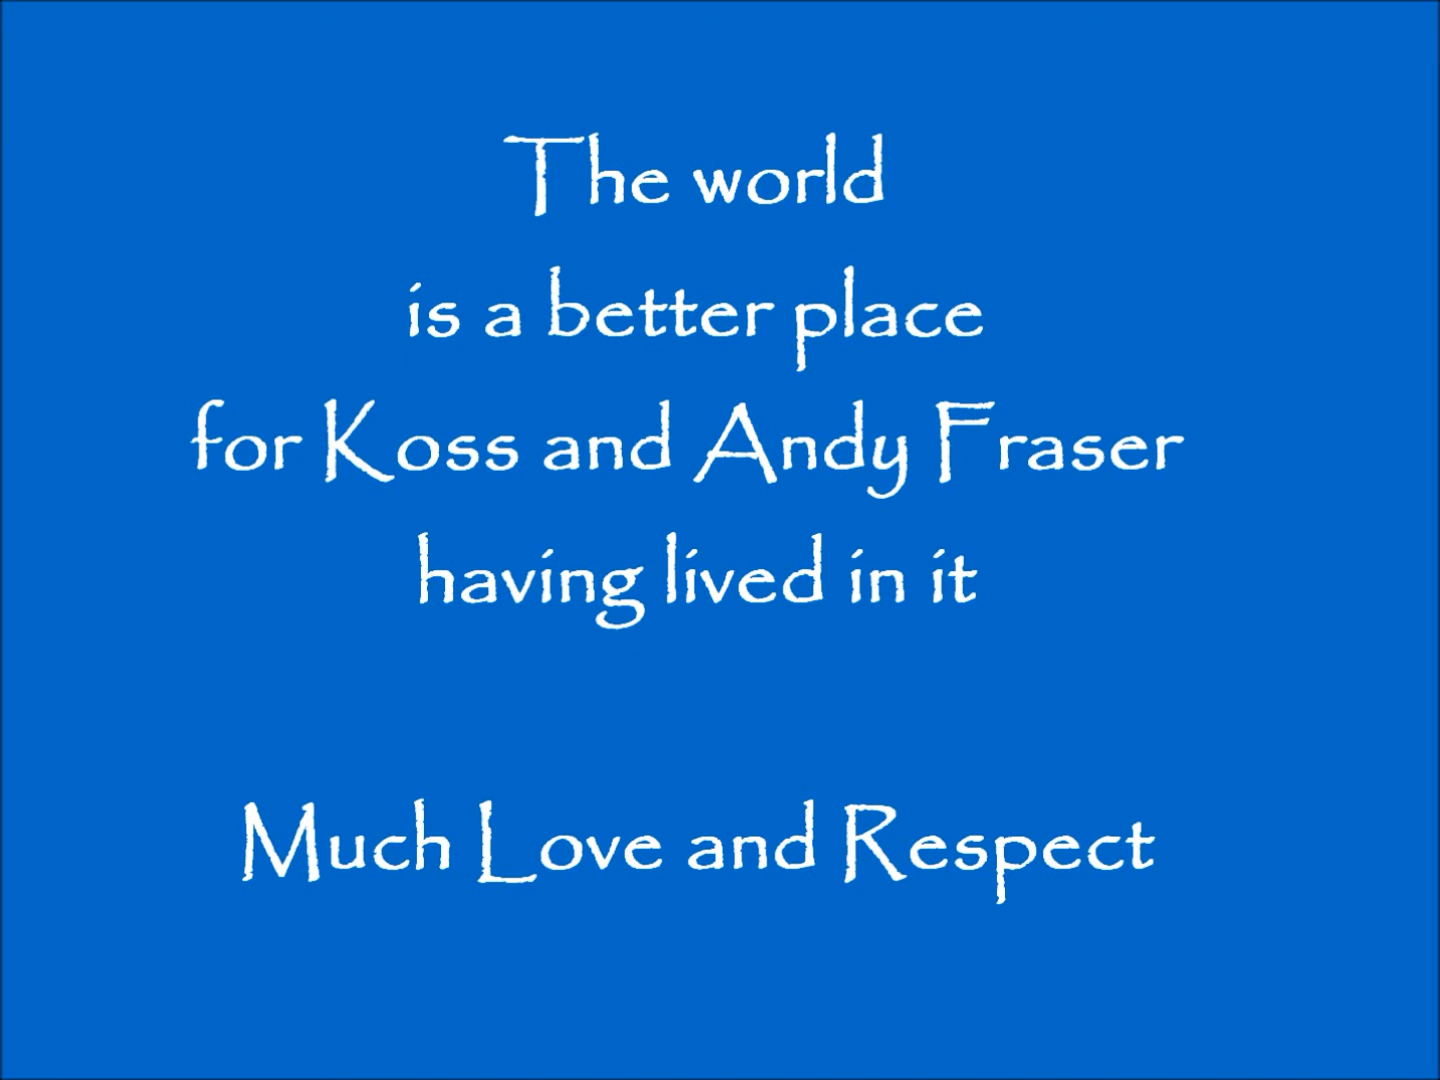 The world
is a better place
for Koss and Andy Fraser
having lived in it
Much Love and Respect